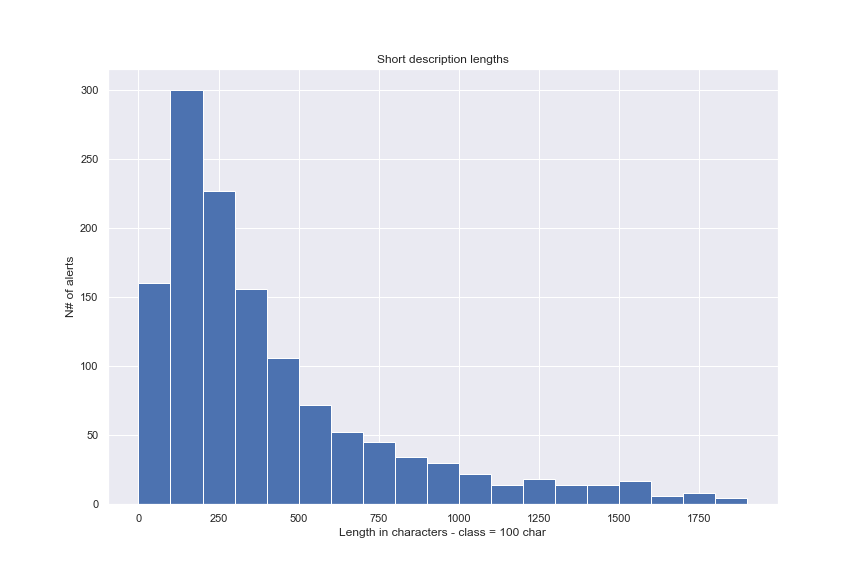 Short description lengths
300
250
200
150
100
50
0
N# of alerts
0 250 500 750 1000 1250 1500 1750
Length in characters - class = 100 char